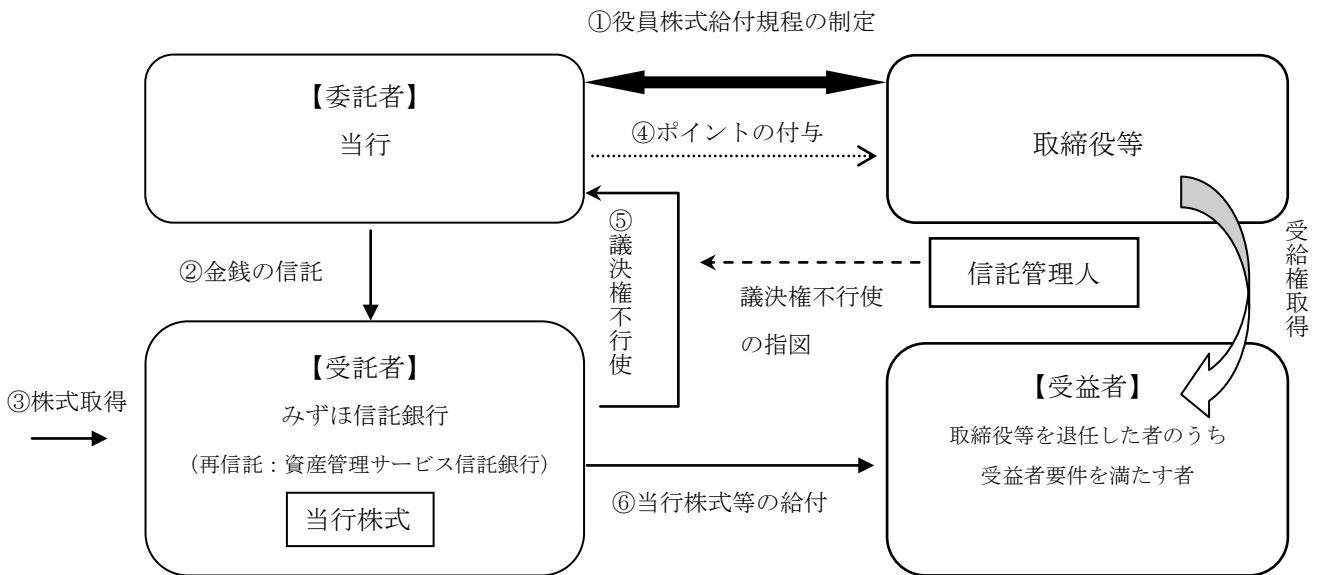 ①役員株式給付規程の制定
【委託者】
当行
④ポイントの付与
取締役等
②金銭の信託
⑤議決権不行使
議決権不行使
の指図
信託管理人
受給権取得
③株式取得
【受託者】
みずほ信託銀行
（再信託：資産管理サービス信託銀行）
当行株式
⑥当行株式等の給付
【受益者】
取締役等を退任した者のうち
受益者要件を満たす者